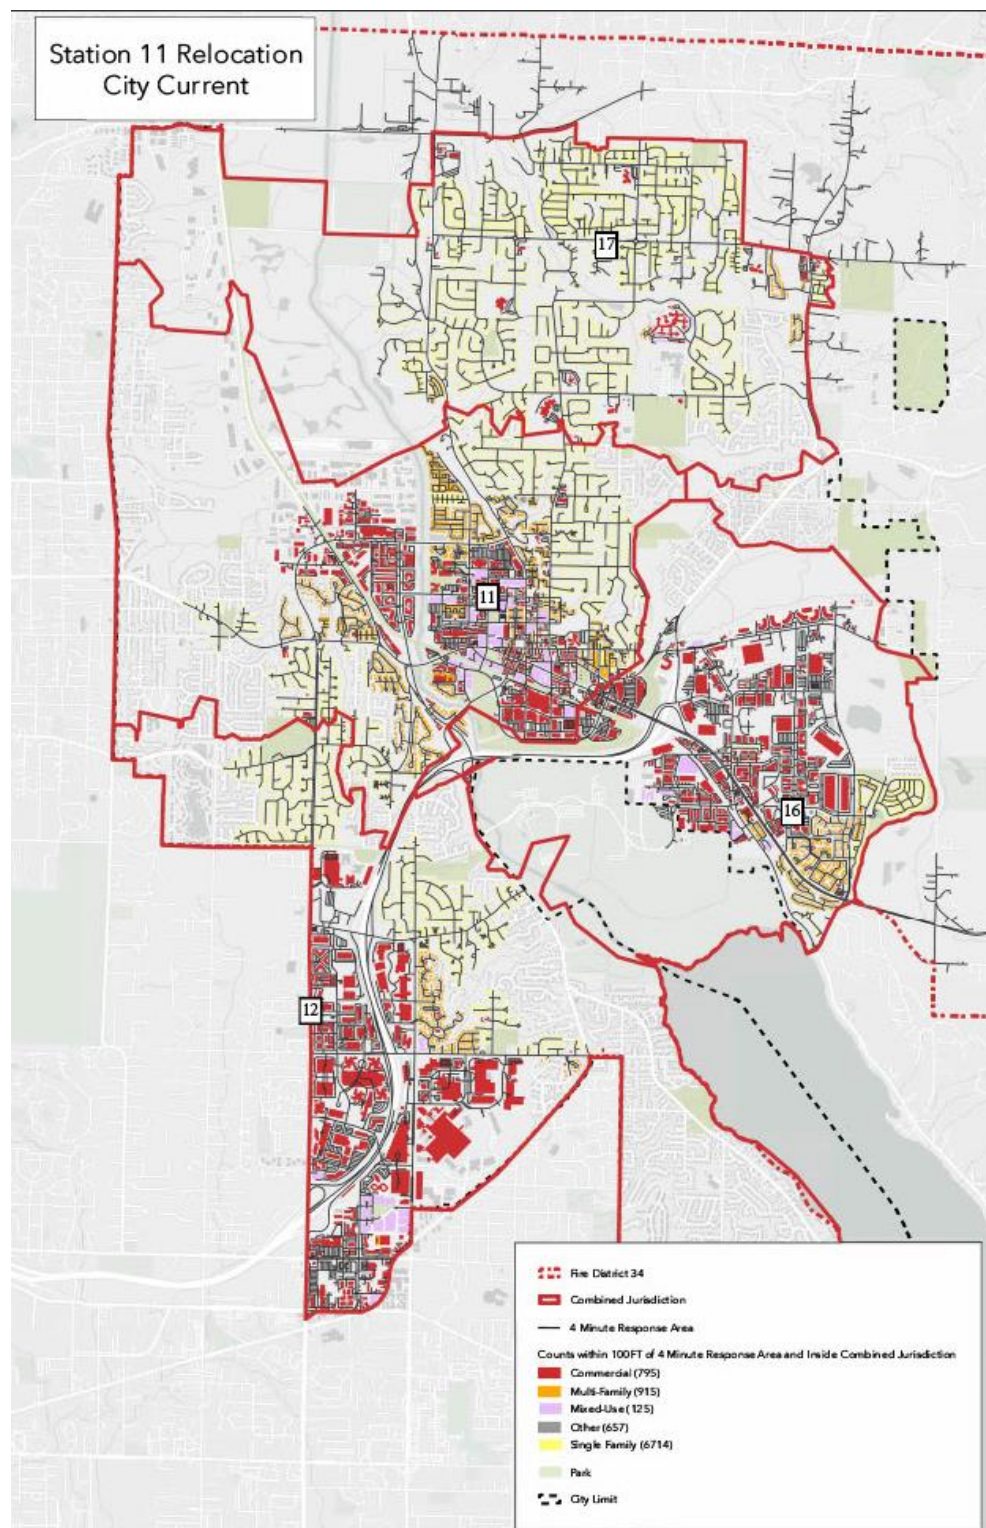 Station 11 Relocation
City Current
17
11
16
12
Fire District 34
Combined Jurisdiction
4 Minute Response Area
Counts within 100FT of 4 Minute Response Area and Inside Combined Jurisdiction
Commercial (795)
Multi-Family (915)
Mixed-Use (125)
Other (657)
Single Family (6714)
Park
City Limit